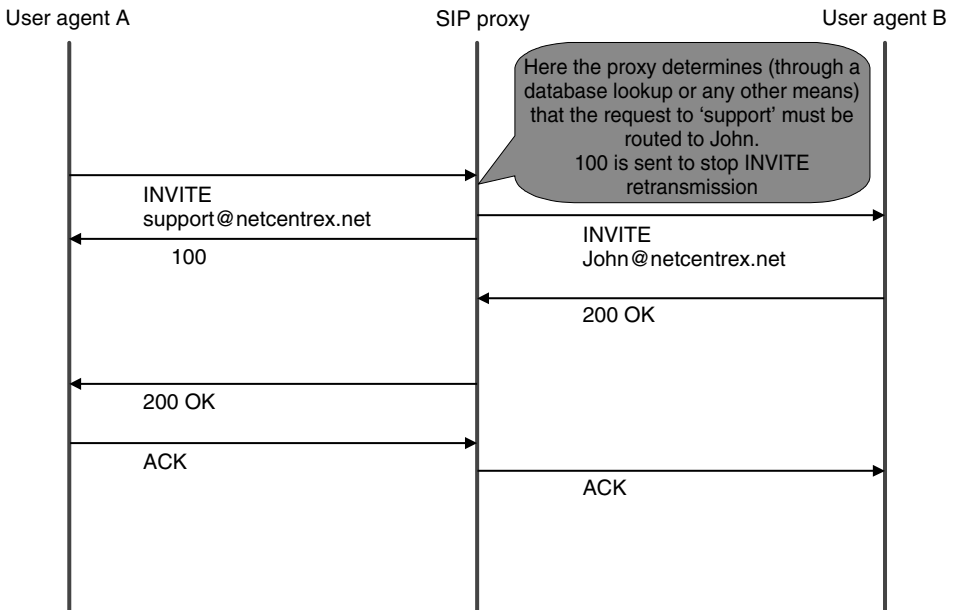 User agent A
SIP proxy
User agent B
Here the proxy determines (through a
database lookup or any other means)
that the request to ‘support’ must be
routed to John.
100 is sent to stop INVITE
retransmission
INVITE
support@netcentrex.net
INVITE
John@netcentrex.net
100
200 OK
200 OK
ACK
ACK